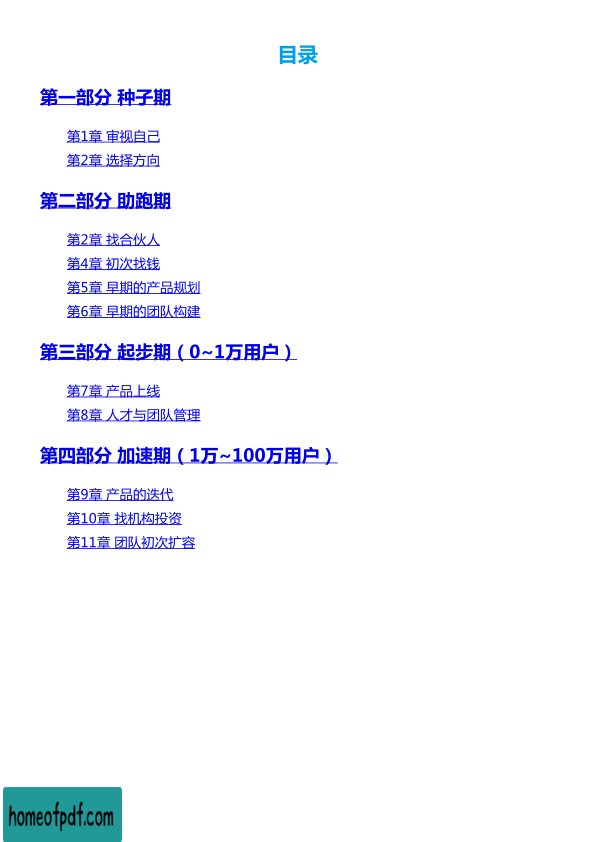 目录
第一部分 种子期
第1章 审视自己
第2章 选择方向
第二部分 助跑期
第2章 找合伙人
第4章 初次找钱
第5章 早期的产品规划
第6章 早期的团队构建
第三部分 起步期（0~1万用户）
第7章 产品上线
第8章 人才与团队管理
第四部分 加速期（1万~100万用户）
第9章 产品的迭代
第10章 找机构投资
第11章 团队初次扩容
homeofpdf.com